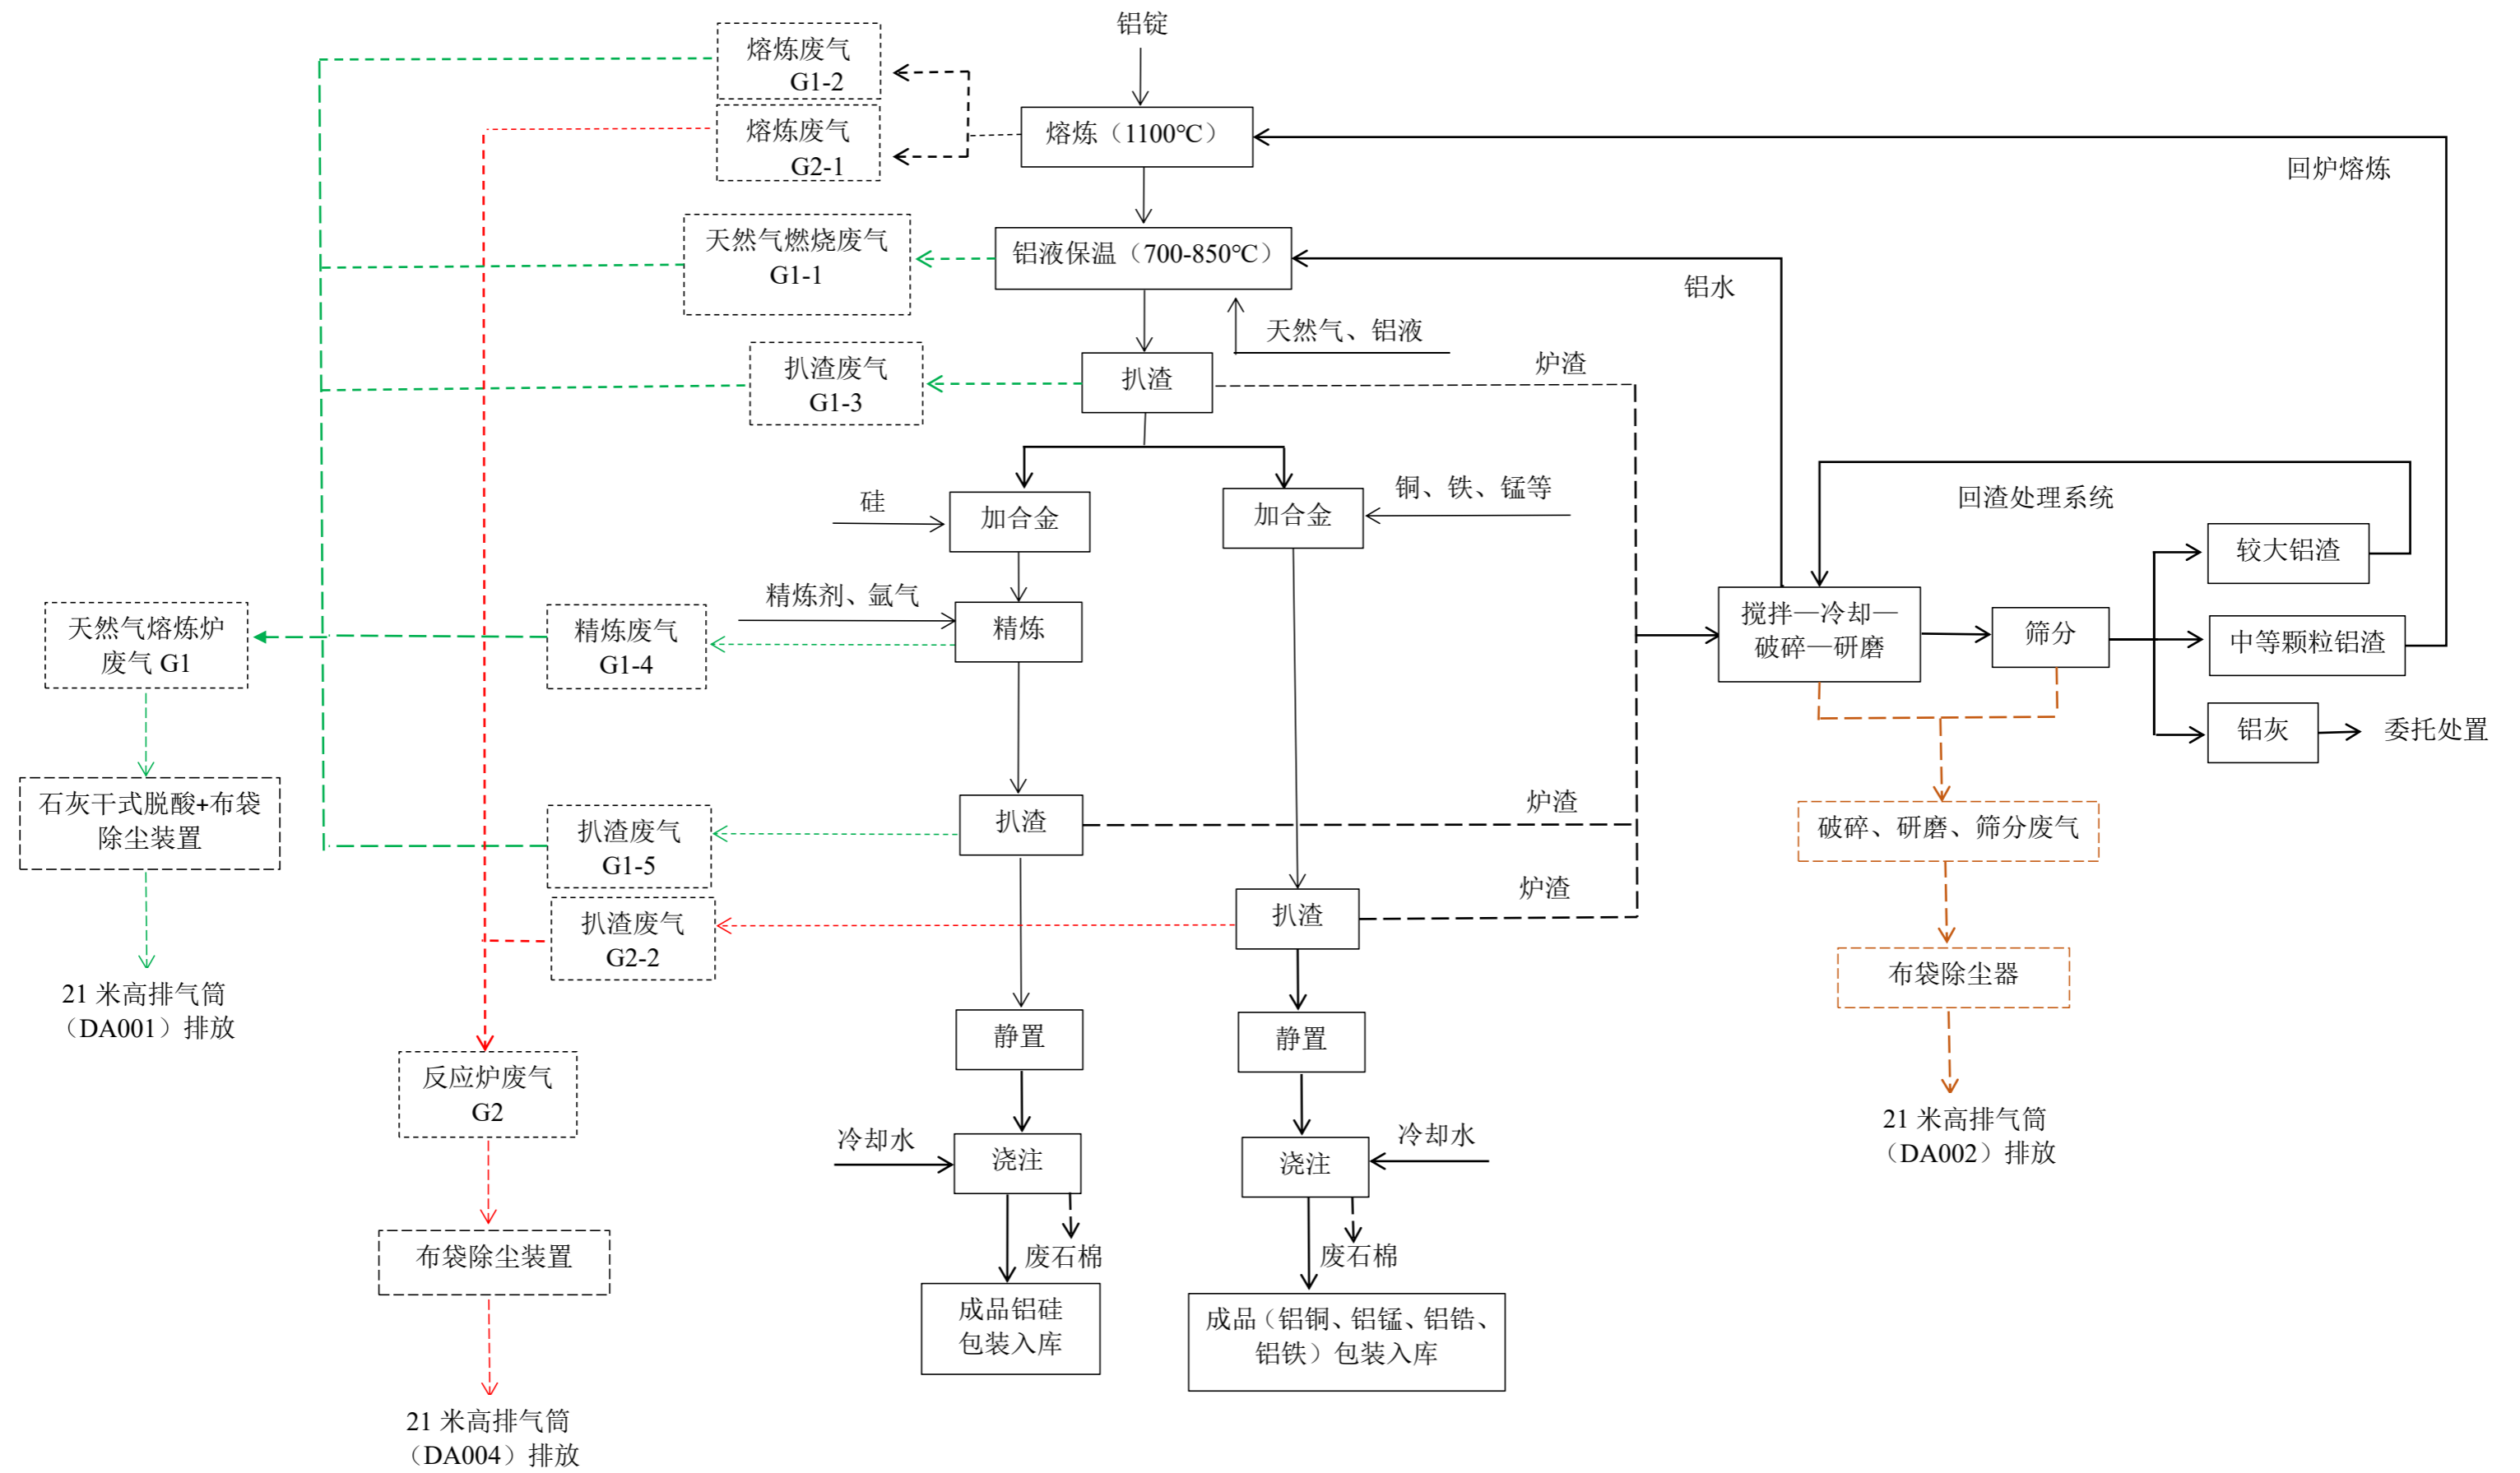 铝锭
熔炼废气
G1-2
熔炼废气
G2-1
熔炼（1100℃）
回炉熔炼
天然气燃烧废气
G1-1
铝液保温（700-850℃）
铝水
天然气、铝液
扒渣废气
G1-3
扒渣
炉渣
硅
加合金
加合金
铜、铁、锰等
回渣处理系统
较大铝渣
精炼剂、氩气
天然气熔炼炉
废气 G1
精炼废气
G1-4
精炼
搅拌—冷却—
破碎—研磨
筛分
中等颗粒铝渣
铝灰
委托处置
石灰干式脱酸+布袋
除尘装置
扒渣废气
G1-5
扒渣
炉渣
破碎、研磨、筛分废气
扒渣废气
G2-2
扒渣
炉渣
布袋除尘器
21 米高排气筒
（DA001）排放
静置
静置
反应炉废气
G2
冷却水
浇注
浇注
冷却水
21 米高排气筒
（DA002）排放
布袋除尘装置
废石棉
废石棉
成品铝硅
包装入库
成品（铝铜、铝锰、铝锆、
铝铁）包装入库
21 米高排气筒
（DA004）排放